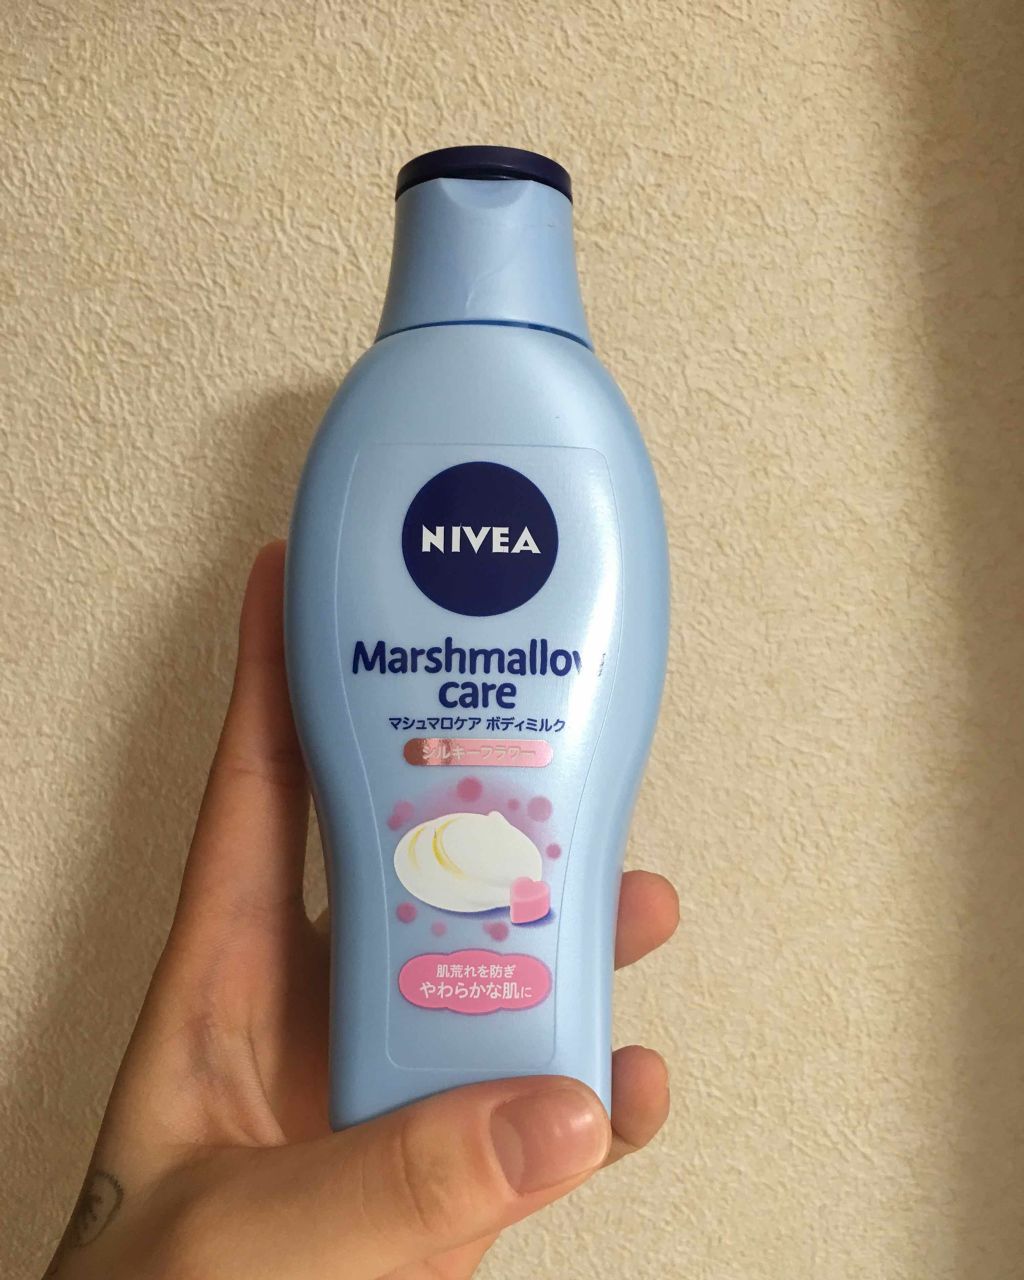 NIVEA
Marshmallow
care
マシュマロケア ボディミルク
シルキーフラワー
肌荒れを防ぎ
やわらかな肌に